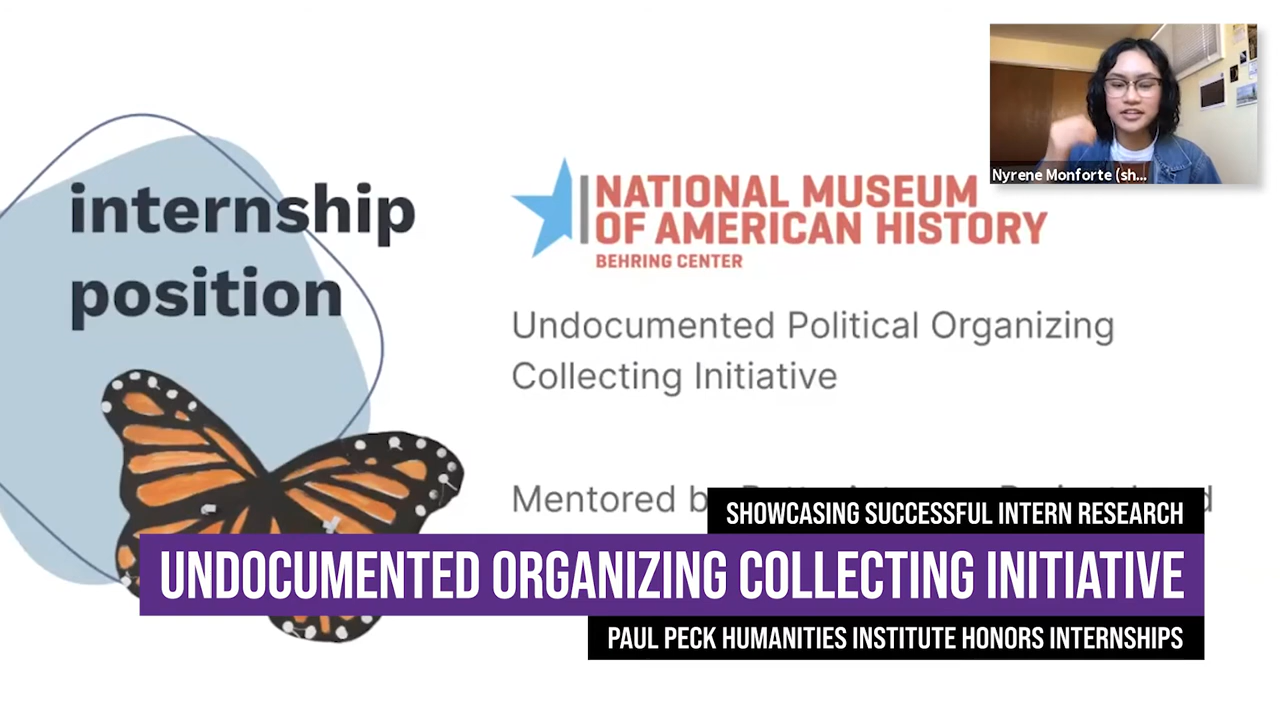 internship
position
NATIONAL MUSEUM
OF AMERICAN HISTORY
BEHRING CENTER
Undocumented Political Organizing
Collecting Initiative
Mentored
Nyrene Monforte (sh...
SHOWCASING SUCCESSFUL INTERN RESEARCH
UNDOCUMENTED ORGANIZING COLLECTING INITIATIVE
PAUL PECK HUMANITIES INSTITUTE HONORS INTERNSHIPS